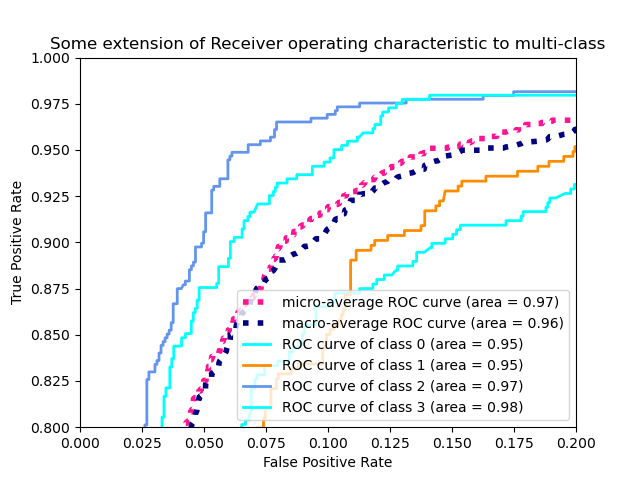 Some extension of Receiver operating characteristic to multi-class
1.000
0.975
0.950
0.925
0.900
0.875
0.850
0.825
0.800
True Positive Rate
micro-average ROC curve (area = 0.97)
macro-average ROC curve (area = 0.96)
ROC curve of class 0 (area = 0.95)
ROC curve of class 1 (area = 0.95)
ROC curve of class 2 (area = 0.97)
ROC curve of class 3 (area = 0.98)
0.000 0.025 0.050 0.075 0.100 0.125 0.150 0.175 0.200
False Positive Rate